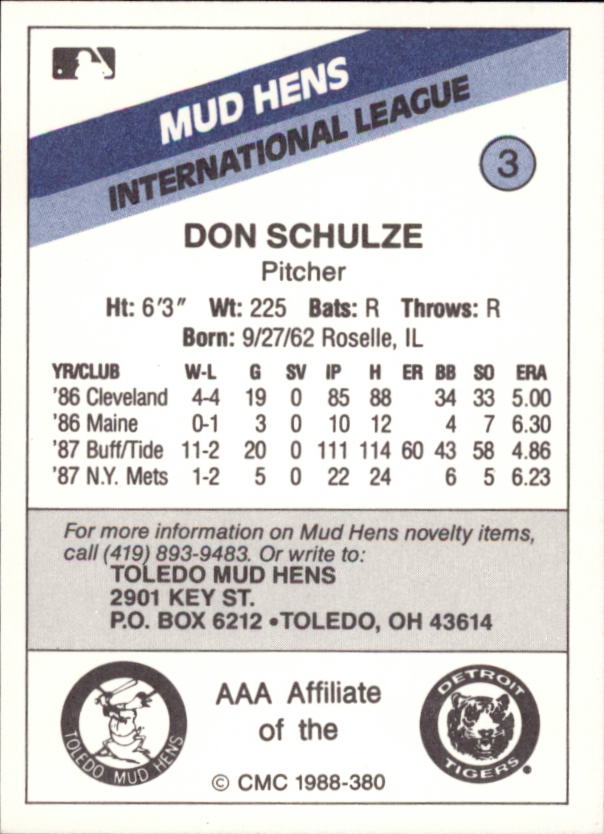 MUD HENS
INTERNATIONAL LEAGUE
3
DON SCHULZE
Pitcher
Ht: 6'3" Wt: 225 Bats: R Throws: R
Born: 9/27/62 Roselle, IL
YR/CLUB W-L G SV IP H ER BB SO ERA
'86 Cleveland 4-4 19 0 85 88 34 33 5.00
'86 Maine 0-1 3 0 10 12 4 7 6.30
'87 Buff/Tide 11-2 20 0 111 114 60 43 58 4.86
'87 N.Y. Mets 1-2 5 0 22 24 6 5 6.23
For more information on Mud Hens novelty items,
call (419) 893-9483. Or write to:
TOLEDO MUD HENS
2901 KEY ST.
P.O. BOX 6212 • TOLEDO, OH 43614
TOLEDO MUD HENS
AAA Affiliate
of the
DETROIT
TIGERS ®
© CMC 1988-380